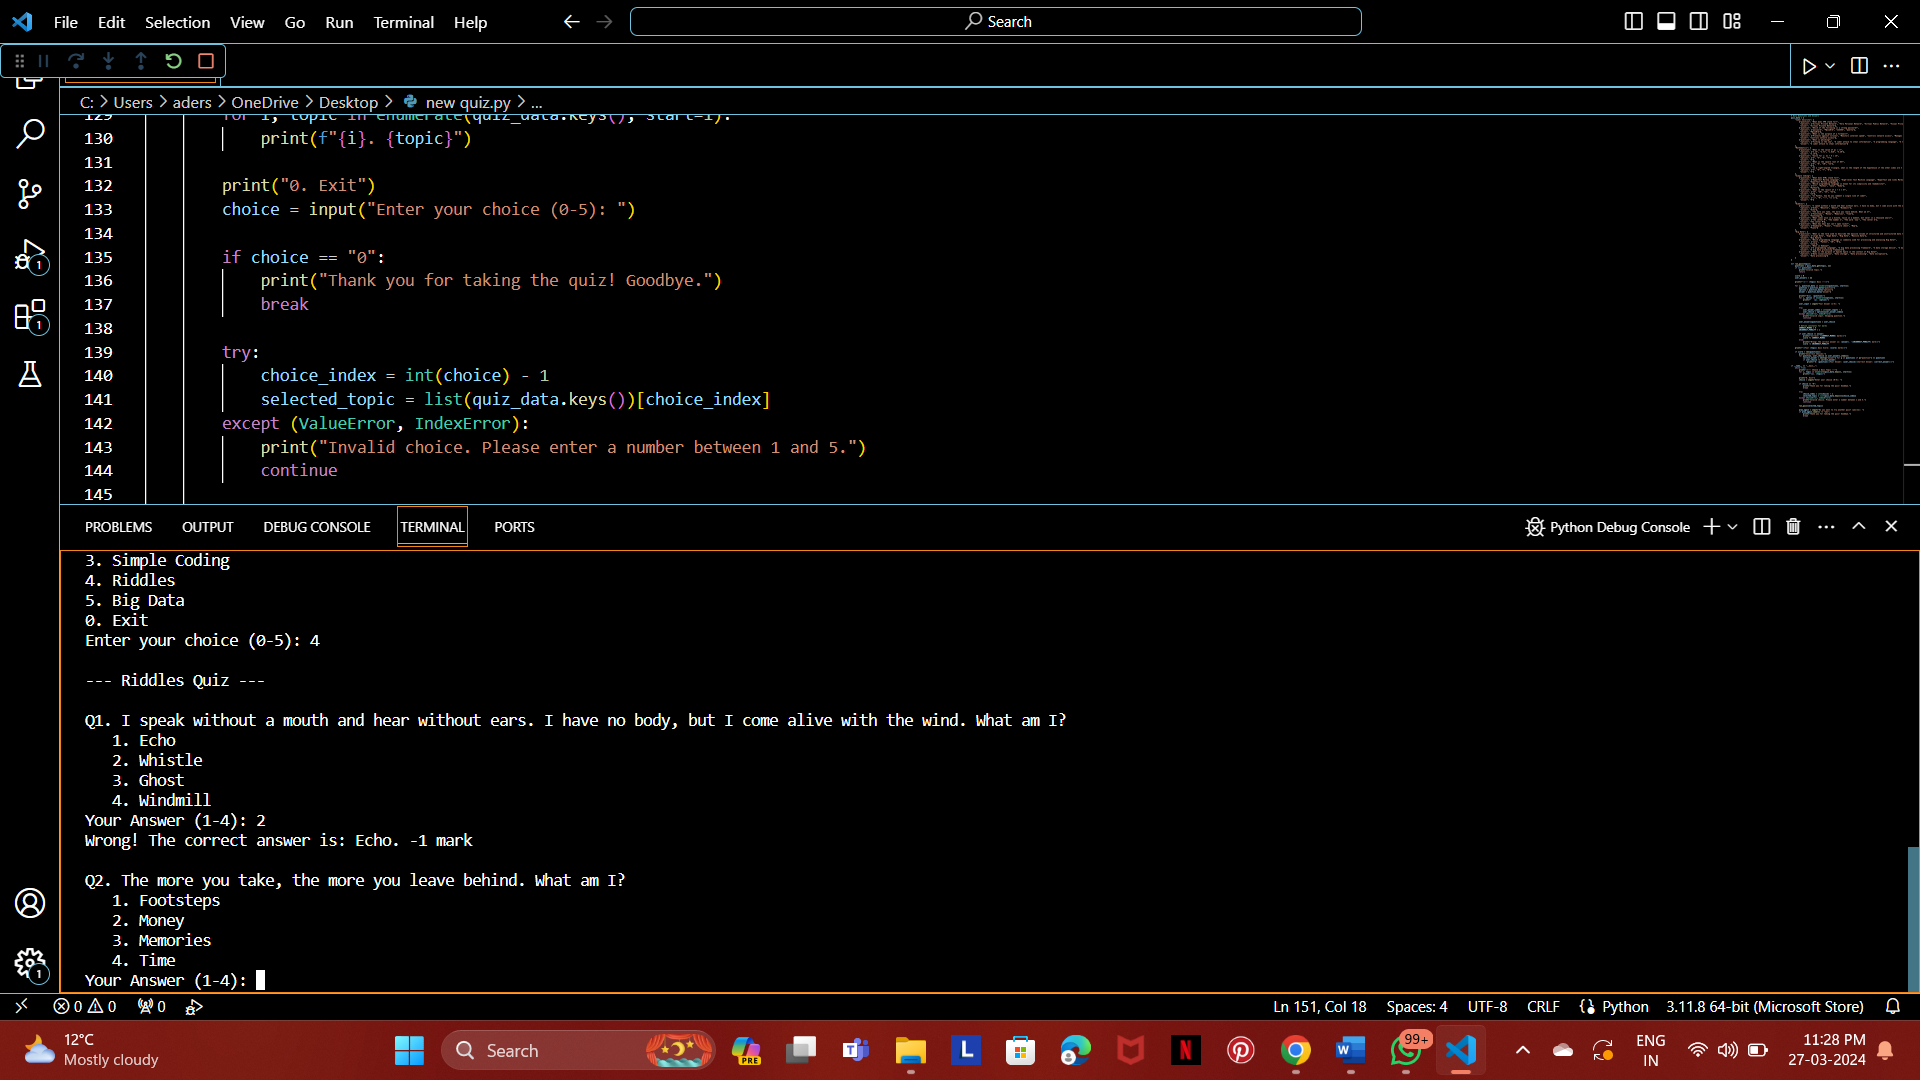 File Edit Selection View Go Run Terminal Help
Search
C: > Users > aders > OneDrive > Desktop > new quiz.py > ...
129 for i, topic in enumerate(quiz_data.keys(), start=1):
130 print(f"{i}. {topic}")
131
132 print("0. Exit")
133 choice = input("Enter your choice (0-5): ")
134
135 if choice == "0":
136 print("Thank you for taking the quiz! Goodbye.")
137 break
138
139 try:
140 choice_index = int(choice) - 1
141 selected_topic = list(quiz_data.keys())[choice_index]
142 except (ValueError, IndexError):
143 print("Invalid choice. Please enter a number between 1 and 5.")
144 continue
145
1
1
PROBLEMS OUTPUT DEBUG CONSOLE TERMINAL PORTS
Python Debug Console
3. Simple Coding
4. Riddles
5. Big Data
0. Exit
Enter your choice (0-5): 4
--- Riddles Quiz ---
Q1. I speak without a mouth and hear without ears. I have no body, but I come alive with the wind. What am I?
1. Echo
2. Whistle
3. Ghost
4. Windmill
Your Answer (1-4): 2
Wrong! The correct answer is: Echo. -1 mark
Q2. The more you take, the more you leave behind. What am I?
1. Footsteps
2. Money
3. Memories
4. Time
Your Answer (1-4):
1
0 0 0
Ln 151, Col 18 Spaces: 4 UTF-8 CRLF Python 3.11.8 64-bit (Microsoft Store)
12°C
Mostly cloudy
Search
PRE
L
N
W
99+
ENG
IN
11:28 PM
27-03-2024